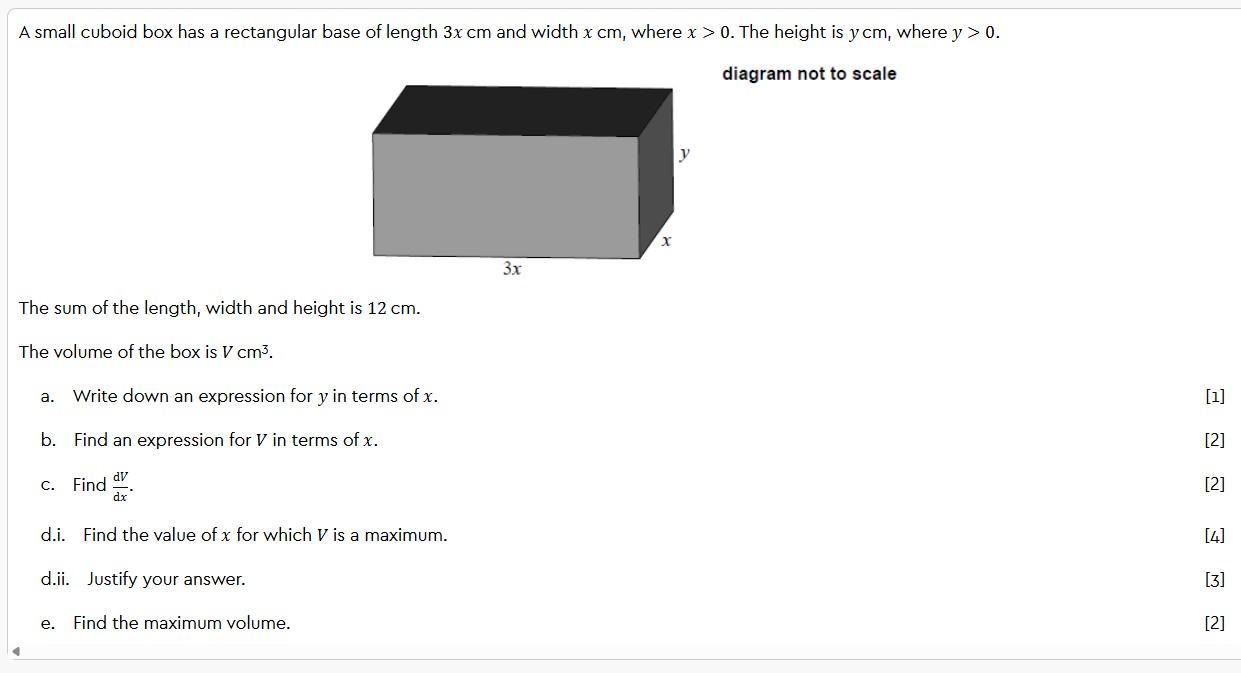 A small cuboid box has a rectangular base of length 3x cm and width x cm, where x > 0. The height is y cm, where y > 0.
diagram not to scale
y
x
3x
The sum of the length, width and height is 12 cm.
The volume of the box is V cm³.
a. Write down an expression for y in terms of x. [1]
b. Find an expression for V in terms of x. [2]
c. Find dV/dx. [2]
d.i. Find the value of x for which V is a maximum. [4]
d.ii. Justify your answer. [3]
e. Find the maximum volume. [2]